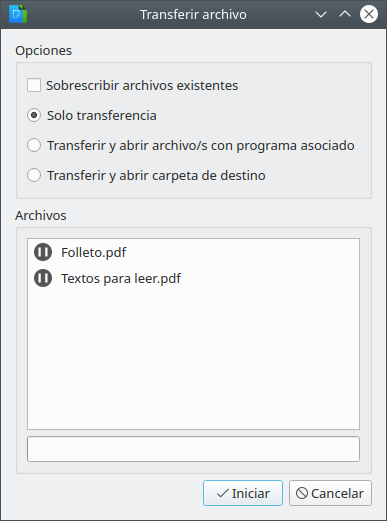 Transferir archivo
Opciones
Sobrescribir archivos existentes
Solo transferencia
Transferir y abrir archivo/s con programa asociado
Transferir y abrir carpeta de destino
Archivos
Folleto.pdf
Textos para leer.pdf
Iniciar
Cancelar